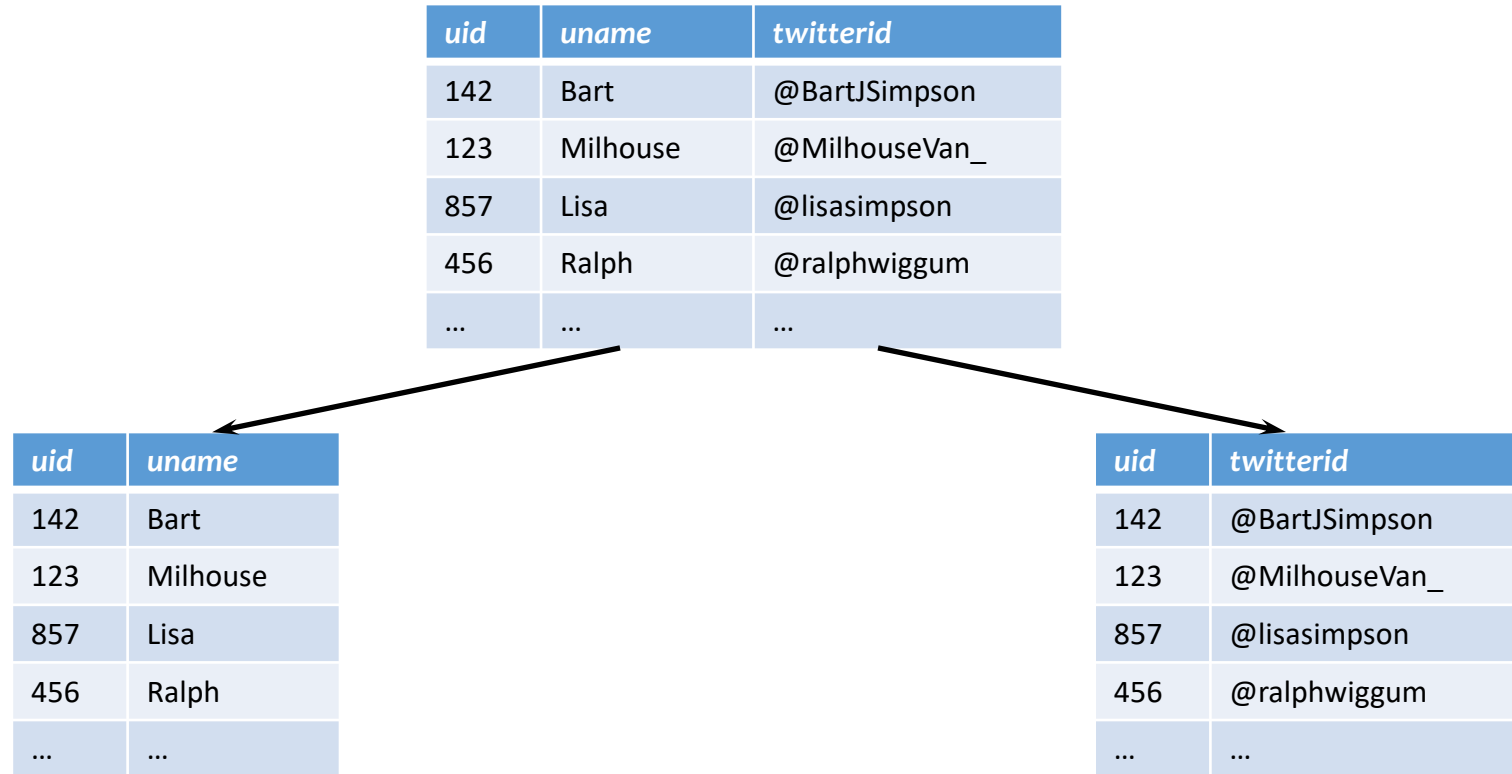 uid uname twitterid
142 Bart @BartJSimpson
123 Milhouse @MilhouseVan_
857 Lisa @lisasimpson
456 Ralph @ralphwiggum
... ... ...
uid uname
142 Bart
123 Milhouse
857 Lisa
456 Ralph
... ...
uid twitterid
142 @BartJSimpson
123 @MilhouseVan_
857 @lisasimpson
456 @ralphwiggum
... ...